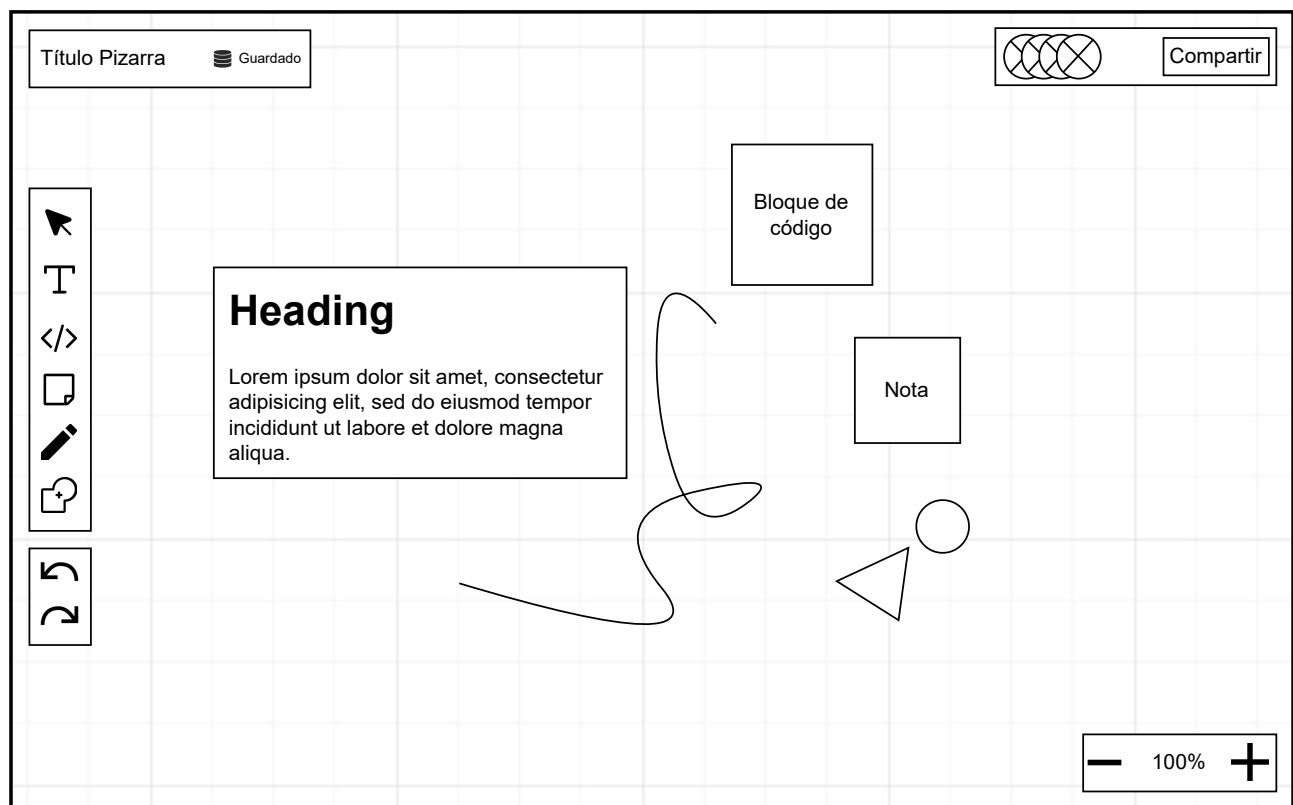 Título Pizarra
Guardado
Compartir
Bloque de
código
Heading
Lorem ipsum dolor sit amet, consectetur
adipisicing elit, sed do eiusmod tempor
incididunt ut labore et dolore magna
aliqua.
Nota
100%